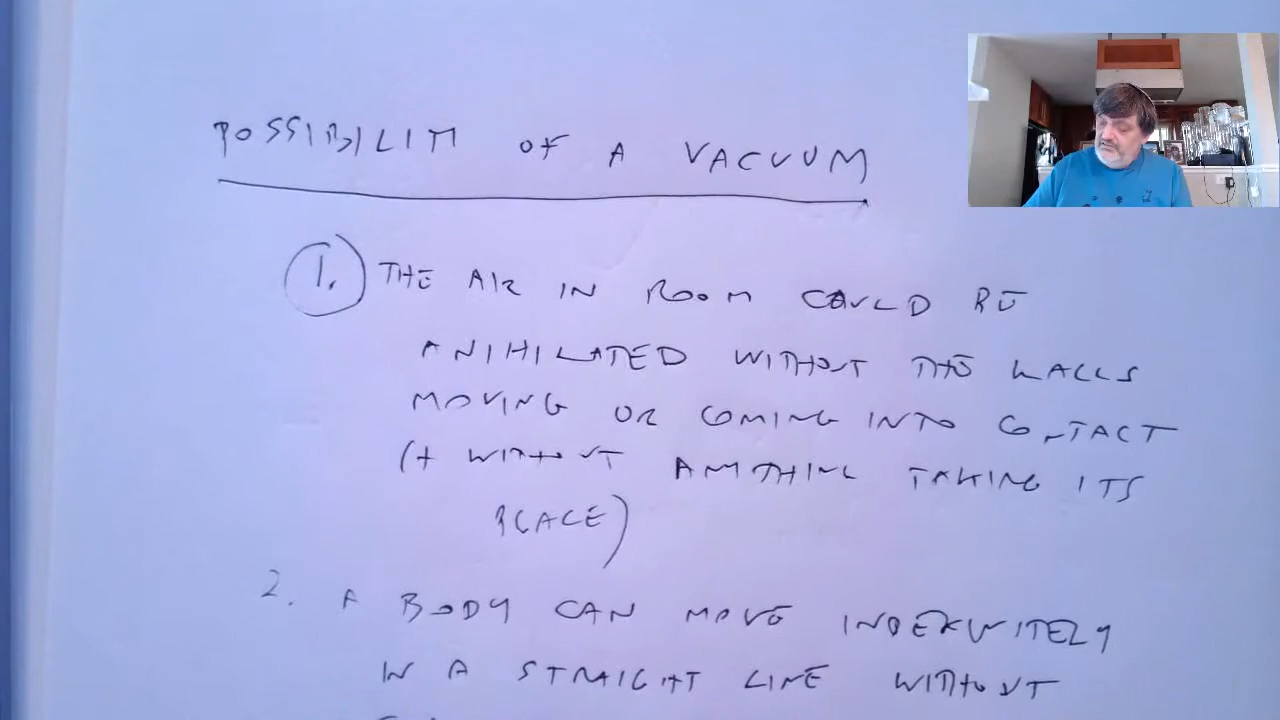 POSSIBILITY OF A VACUUM
1. THE AIR IN ROOM COULD BE
ANIHILATED WITHOUT THE WALLS
MOVING OR COMING INTO CONTACT
(+ WITHOUT ANYTHING TAKING ITS
PLACE)
2. A BODY CAN MOVE INDEFINITELY
IN A STRAIGHT LINE WITHOUT